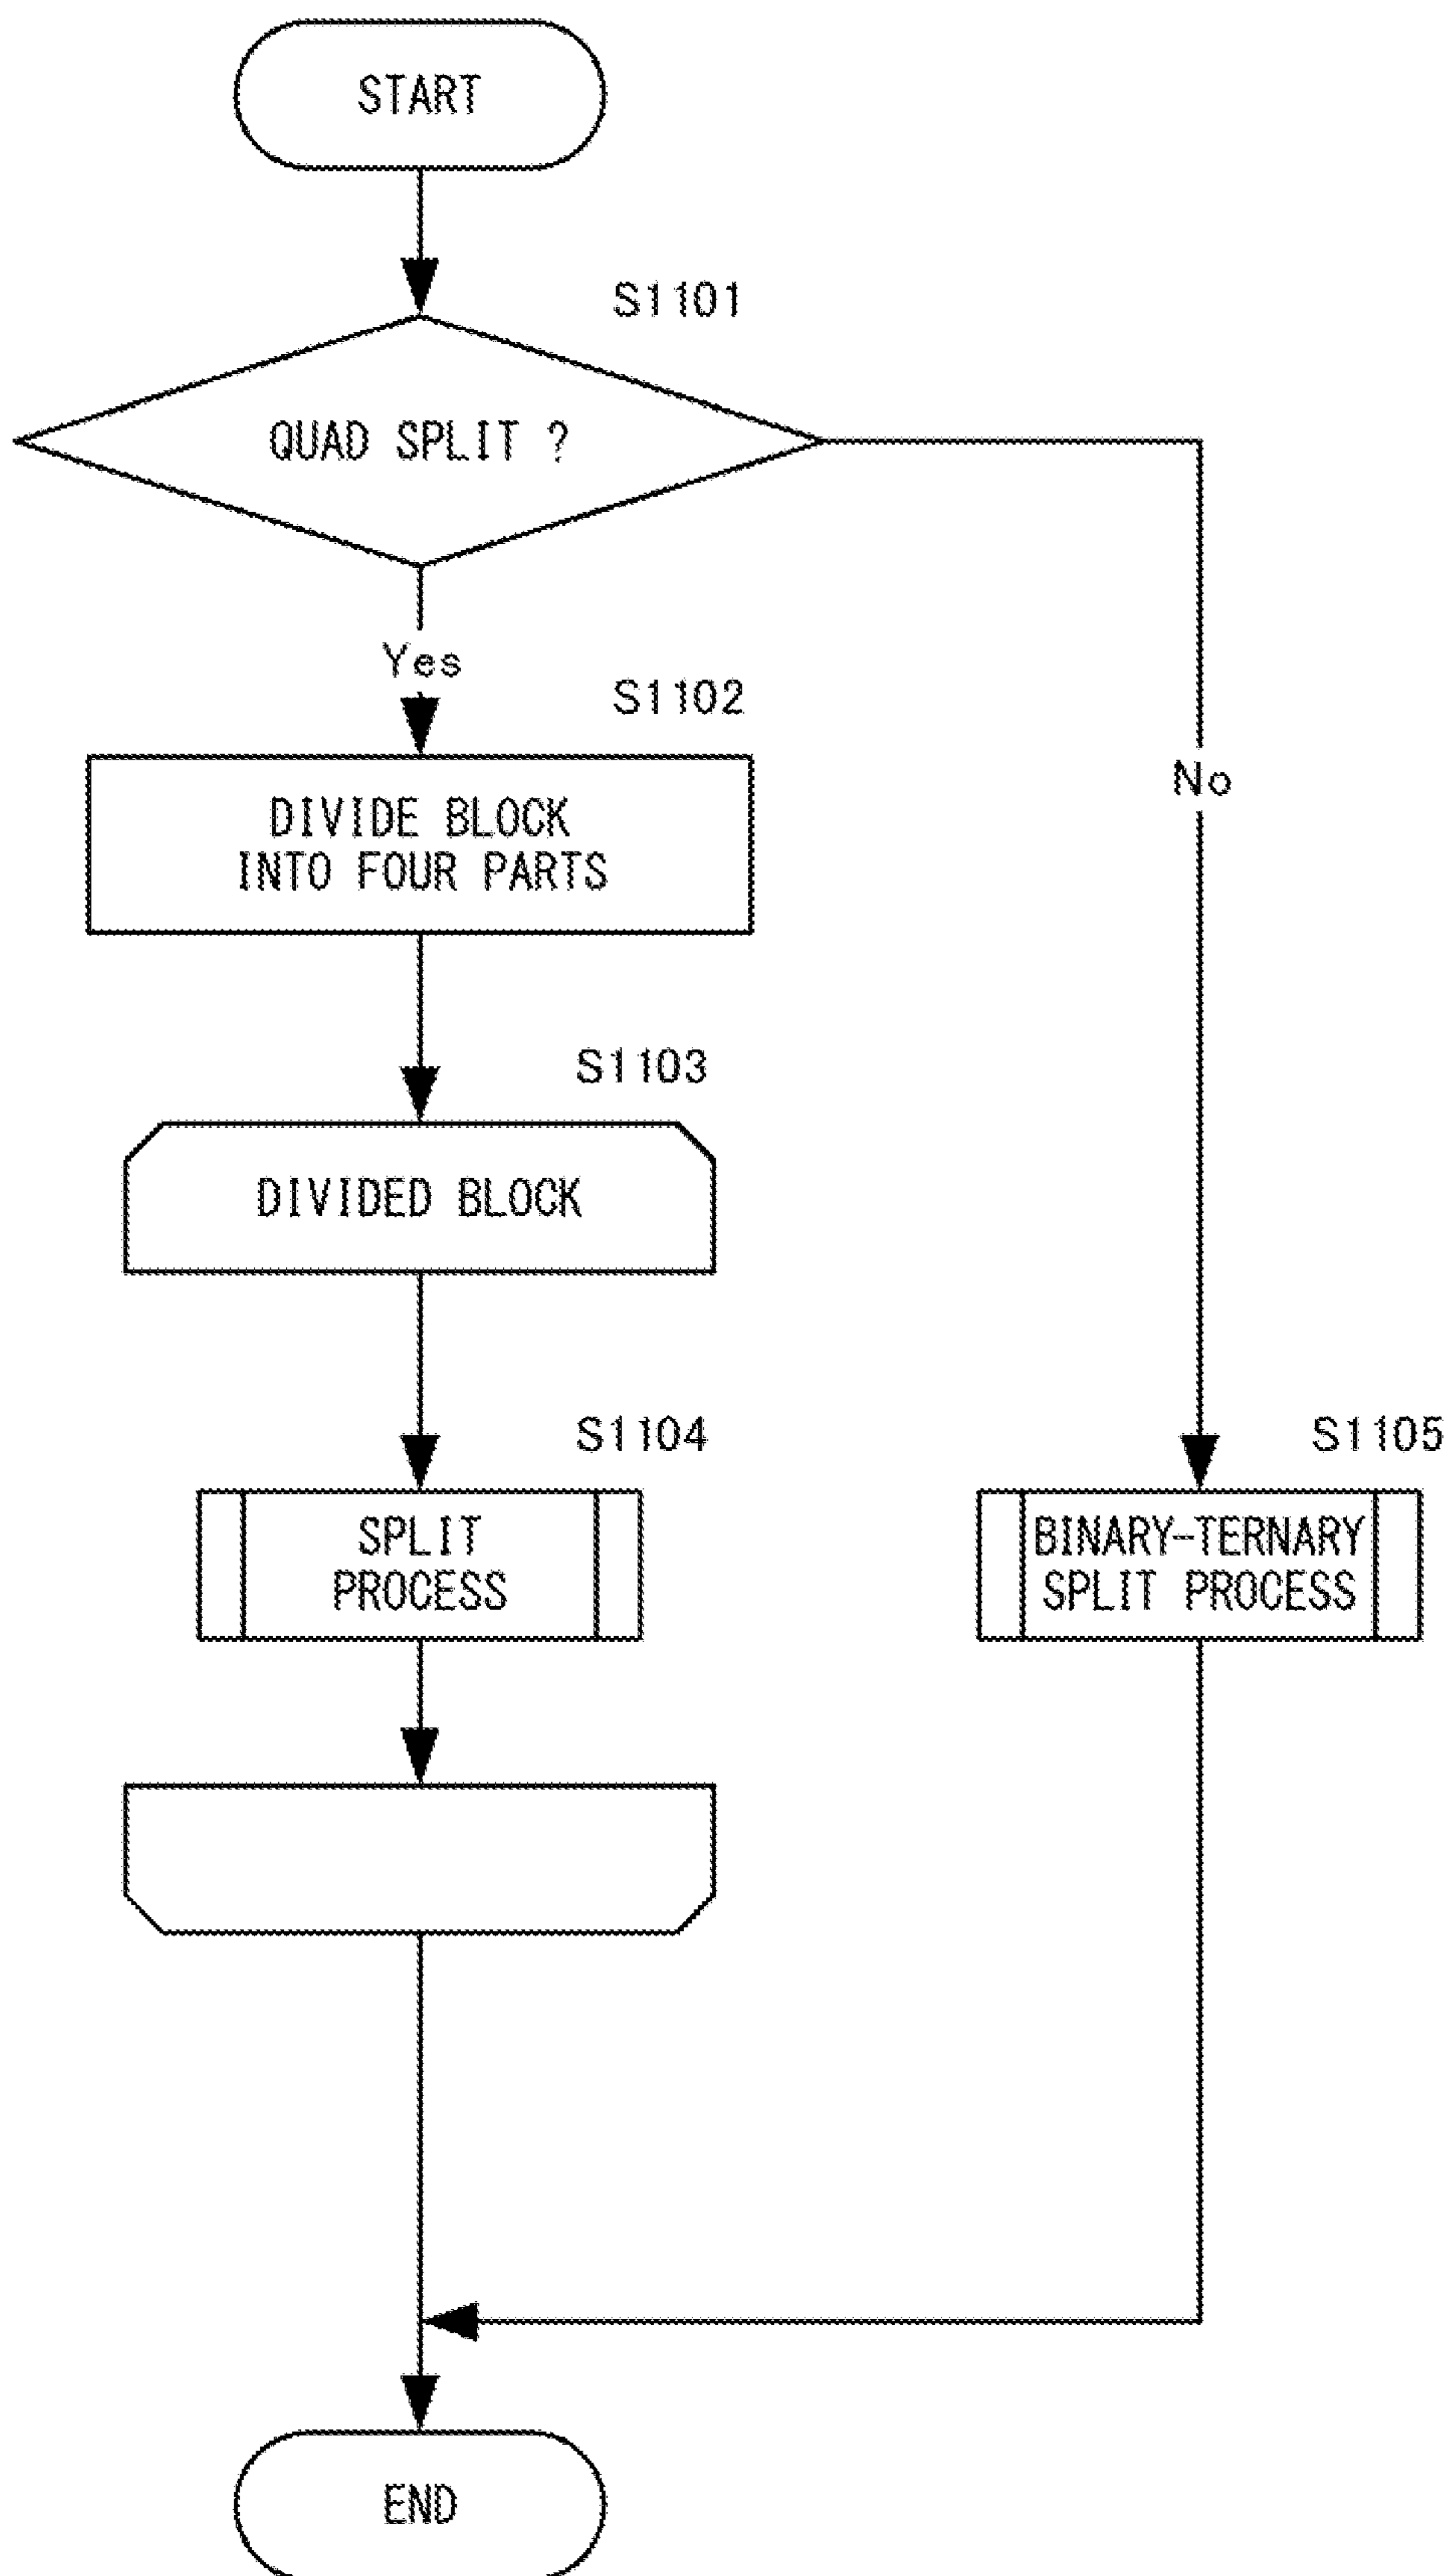 START
S1101
QUAD SPLIT ?
Yes
S1102
No
DIVIDE BLOCK
INTO FOUR PARTS
S1103
DIVIDED BLOCK
S1104
S1105
SPLIT
PROCESS
BINARY-TERNARY
SPLIT PROCESS
END